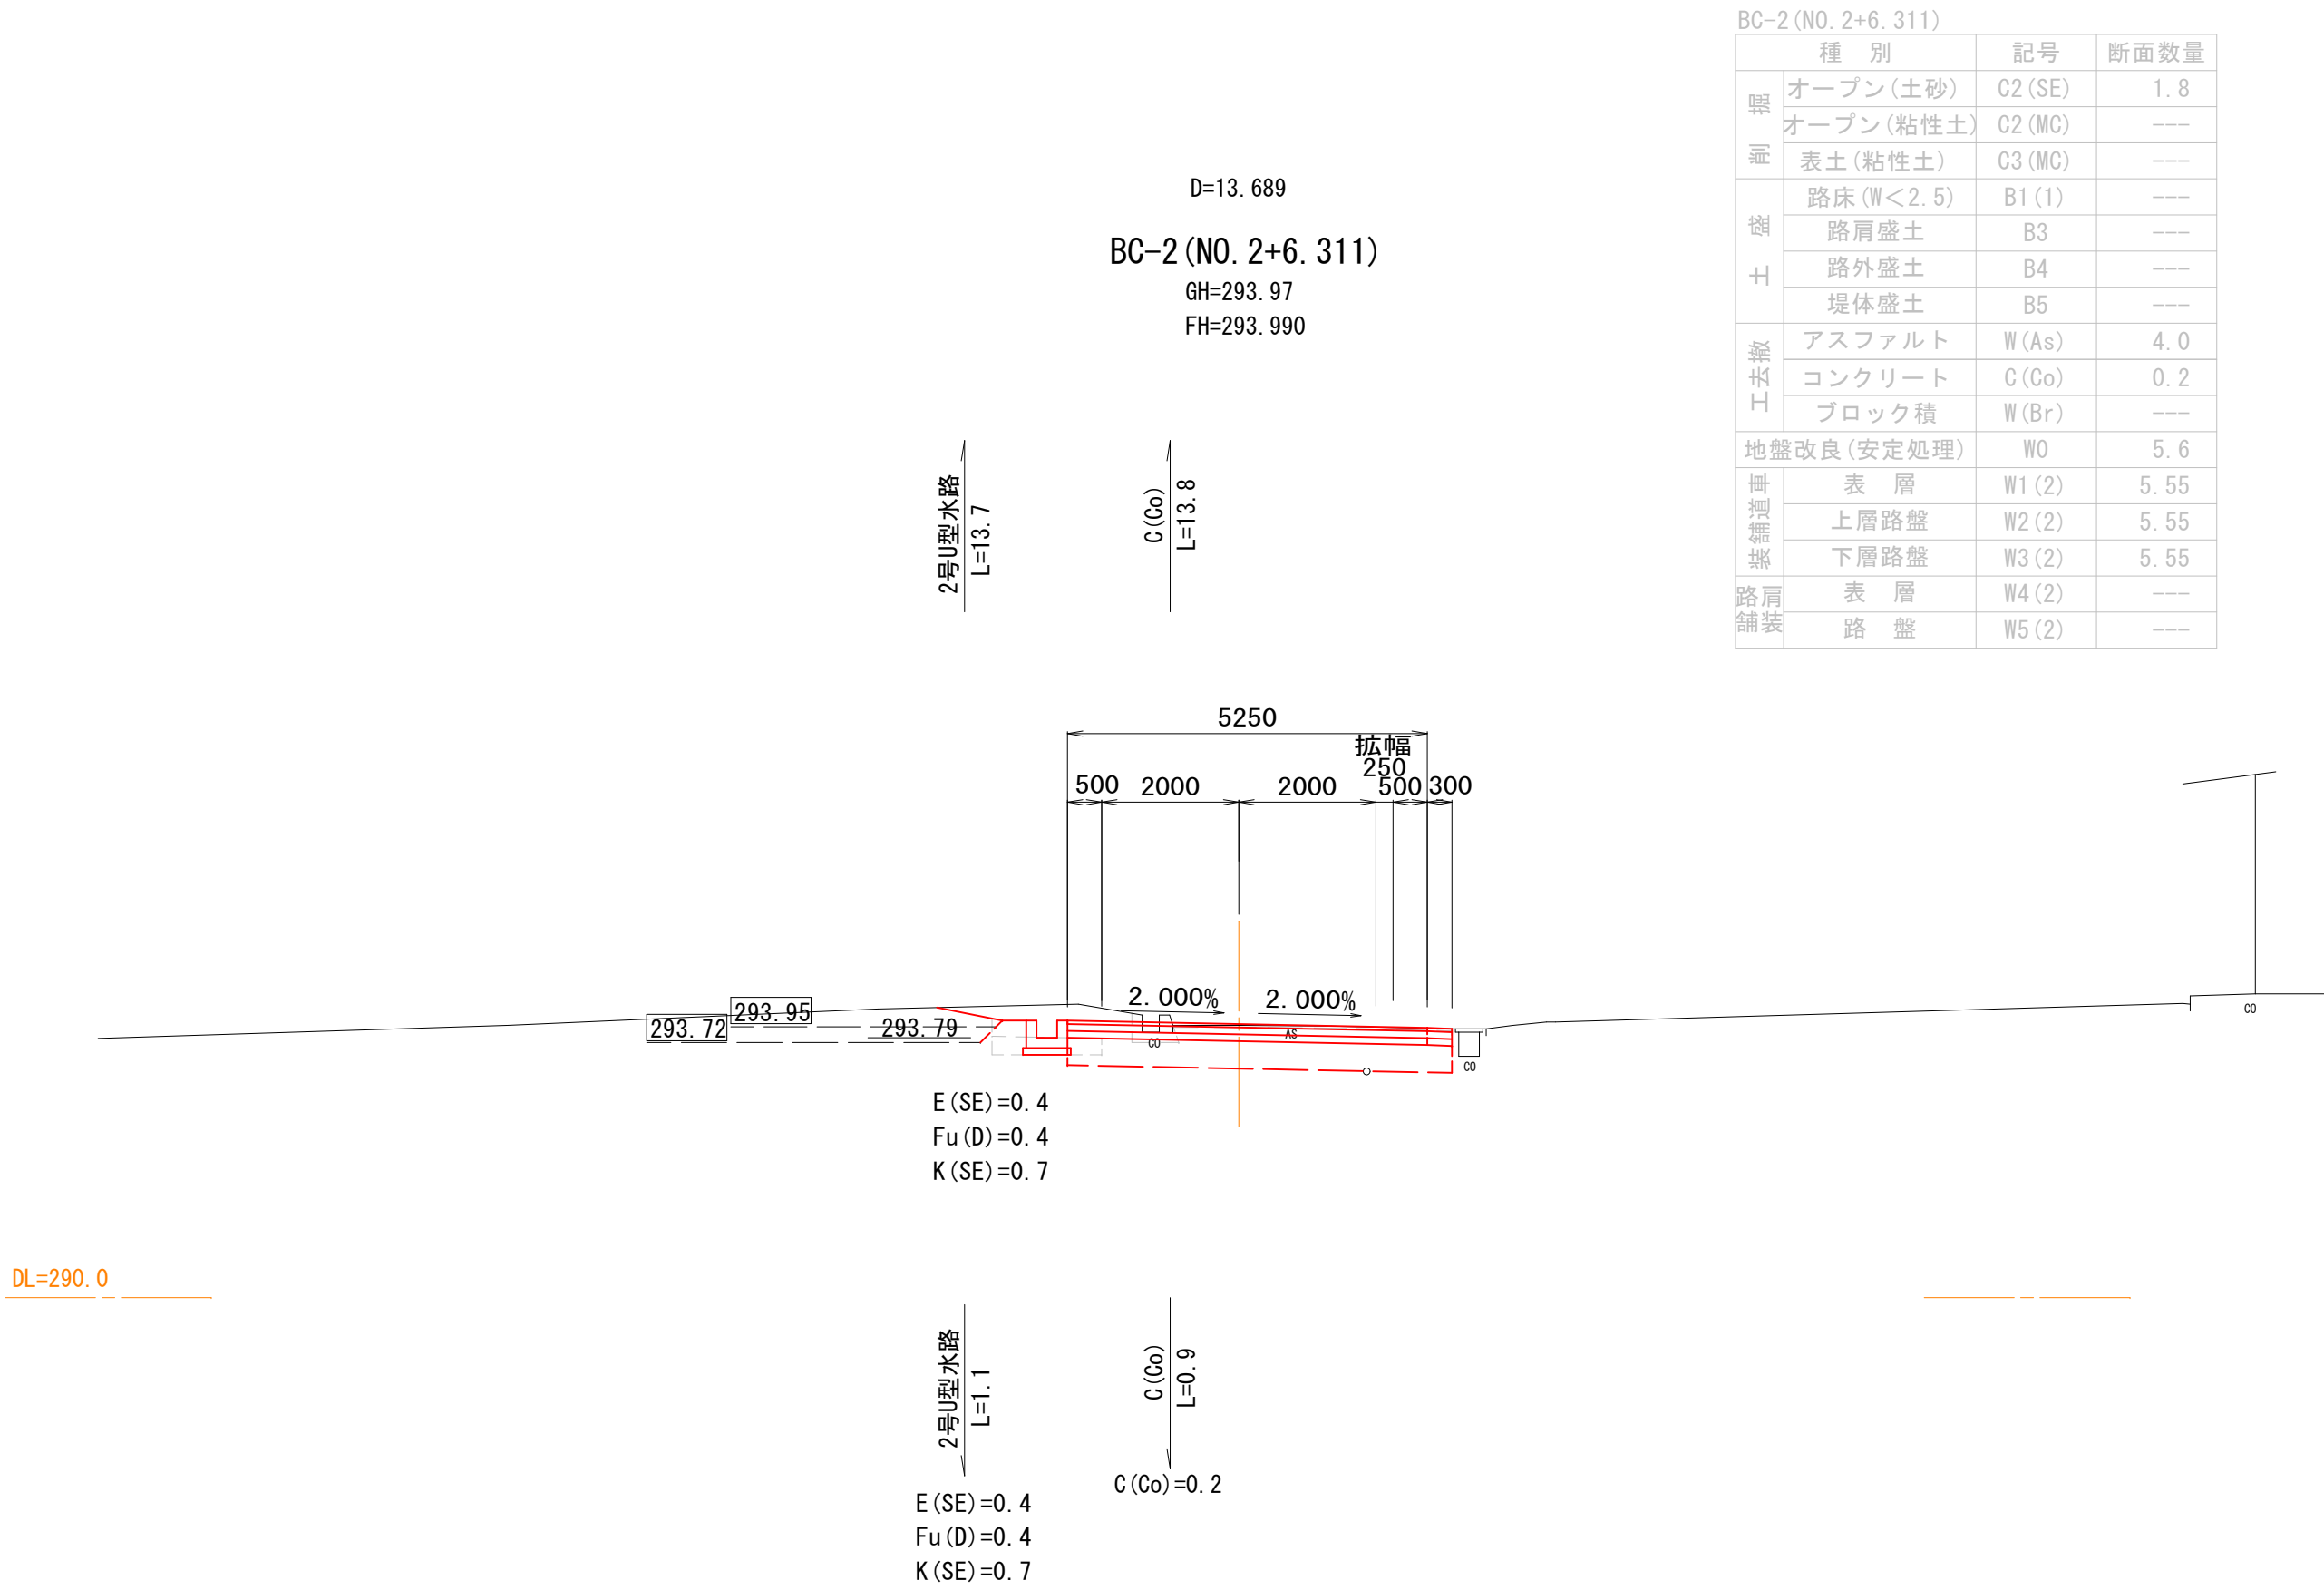 BC-2(NO.2+6.311)
種　別 記号 断面数量
掘削 オープン(土砂) C2(SE) 1.8
オープン(粘性土) C2(MC) ---
表土(粘性土) C3(MC) ---
盛土 路床(W＜2.5) B1(1) ---
路肩盛土 B3 ---
路外盛土 B4 ---
堤体盛土 B5 ---
撤去工 アスファルト W(As) 4.0
コンクリート C(Co) 0.2
ブロック積 W(Br) ---
地盤改良(安定処理) W0 5.6
車道舗装 表　層 W1(2) 5.55
上層路盤 W2(2) 5.55
下層路盤 W3(2) 5.55
路肩舗装 表　層 W4(2) ---
路　盤 W5(2) ---
D=13.689
BC-2(NO.2+6.311)
GH=293.97
FH=293.990
2号U型水路
L=13.7
C(Co)
L=13.8
5250
拡幅
250
500 2000 2000 500 300
2.000% 2.000%
293.95
293.72 293.79
CO
AS
CO
CO
E(SE)=0.4
Fu(D)=0.4
K(SE)=0.7
DL=290.0
2号U型水路
L=1.1
C(Co)
L=0.9
C(Co)=0.2
E(SE)=0.4
Fu(D)=0.4
K(SE)=0.7